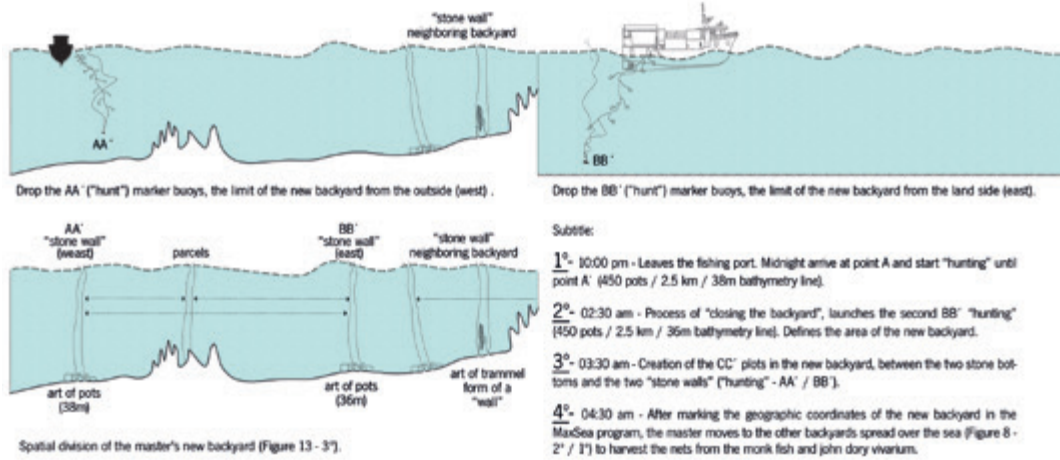 "stone wall"
neighboring backyard
AA´
BB´
Drop the AA´ ("hunt") marker buoys, the limit of the new backyard from the outside (west) .
Drop the BB´ ("hunt") marker buoys, the limit of the new backyard from the land side (east).
AA´
"stone wall"
(weast)
parcels
BB´
"stone wall"
(east)
"stone wall"
neighboring backyard
art of pots
(38m)
art of pots
(36m)
art of trammel
form of a
"wall"
Spatial division of the master's new backyard (Figure 13 - 3º).
Subtitle:
1º- 10:00 pm - Leaves the fishing port. Midnight arrive at point A and start "hunting" until
point A´ (450 pots / 2.5 km / 38m bathymetry line).
2º- 02:30 am - Process of "closing the backyard", launches the second BB´ "hunting"
(450 pots / 2.5 km / 36m bathymetry line). Defines the area of the new backyard.
3º- 03:30 am - Creation of the CC´ plots in the new backyard, between the two stone bot-
toms and the two "stone walls" ("hunting" - AA´ / BB´).
4º- 04:30 am - After marking the geographic coordinates of the new backyard in the
MaxSea program, the master moves to the other backyards spread over the sea (Figure 8 -
2º / 1º) to harvest the nets from the monk fish and john dory vivarium.